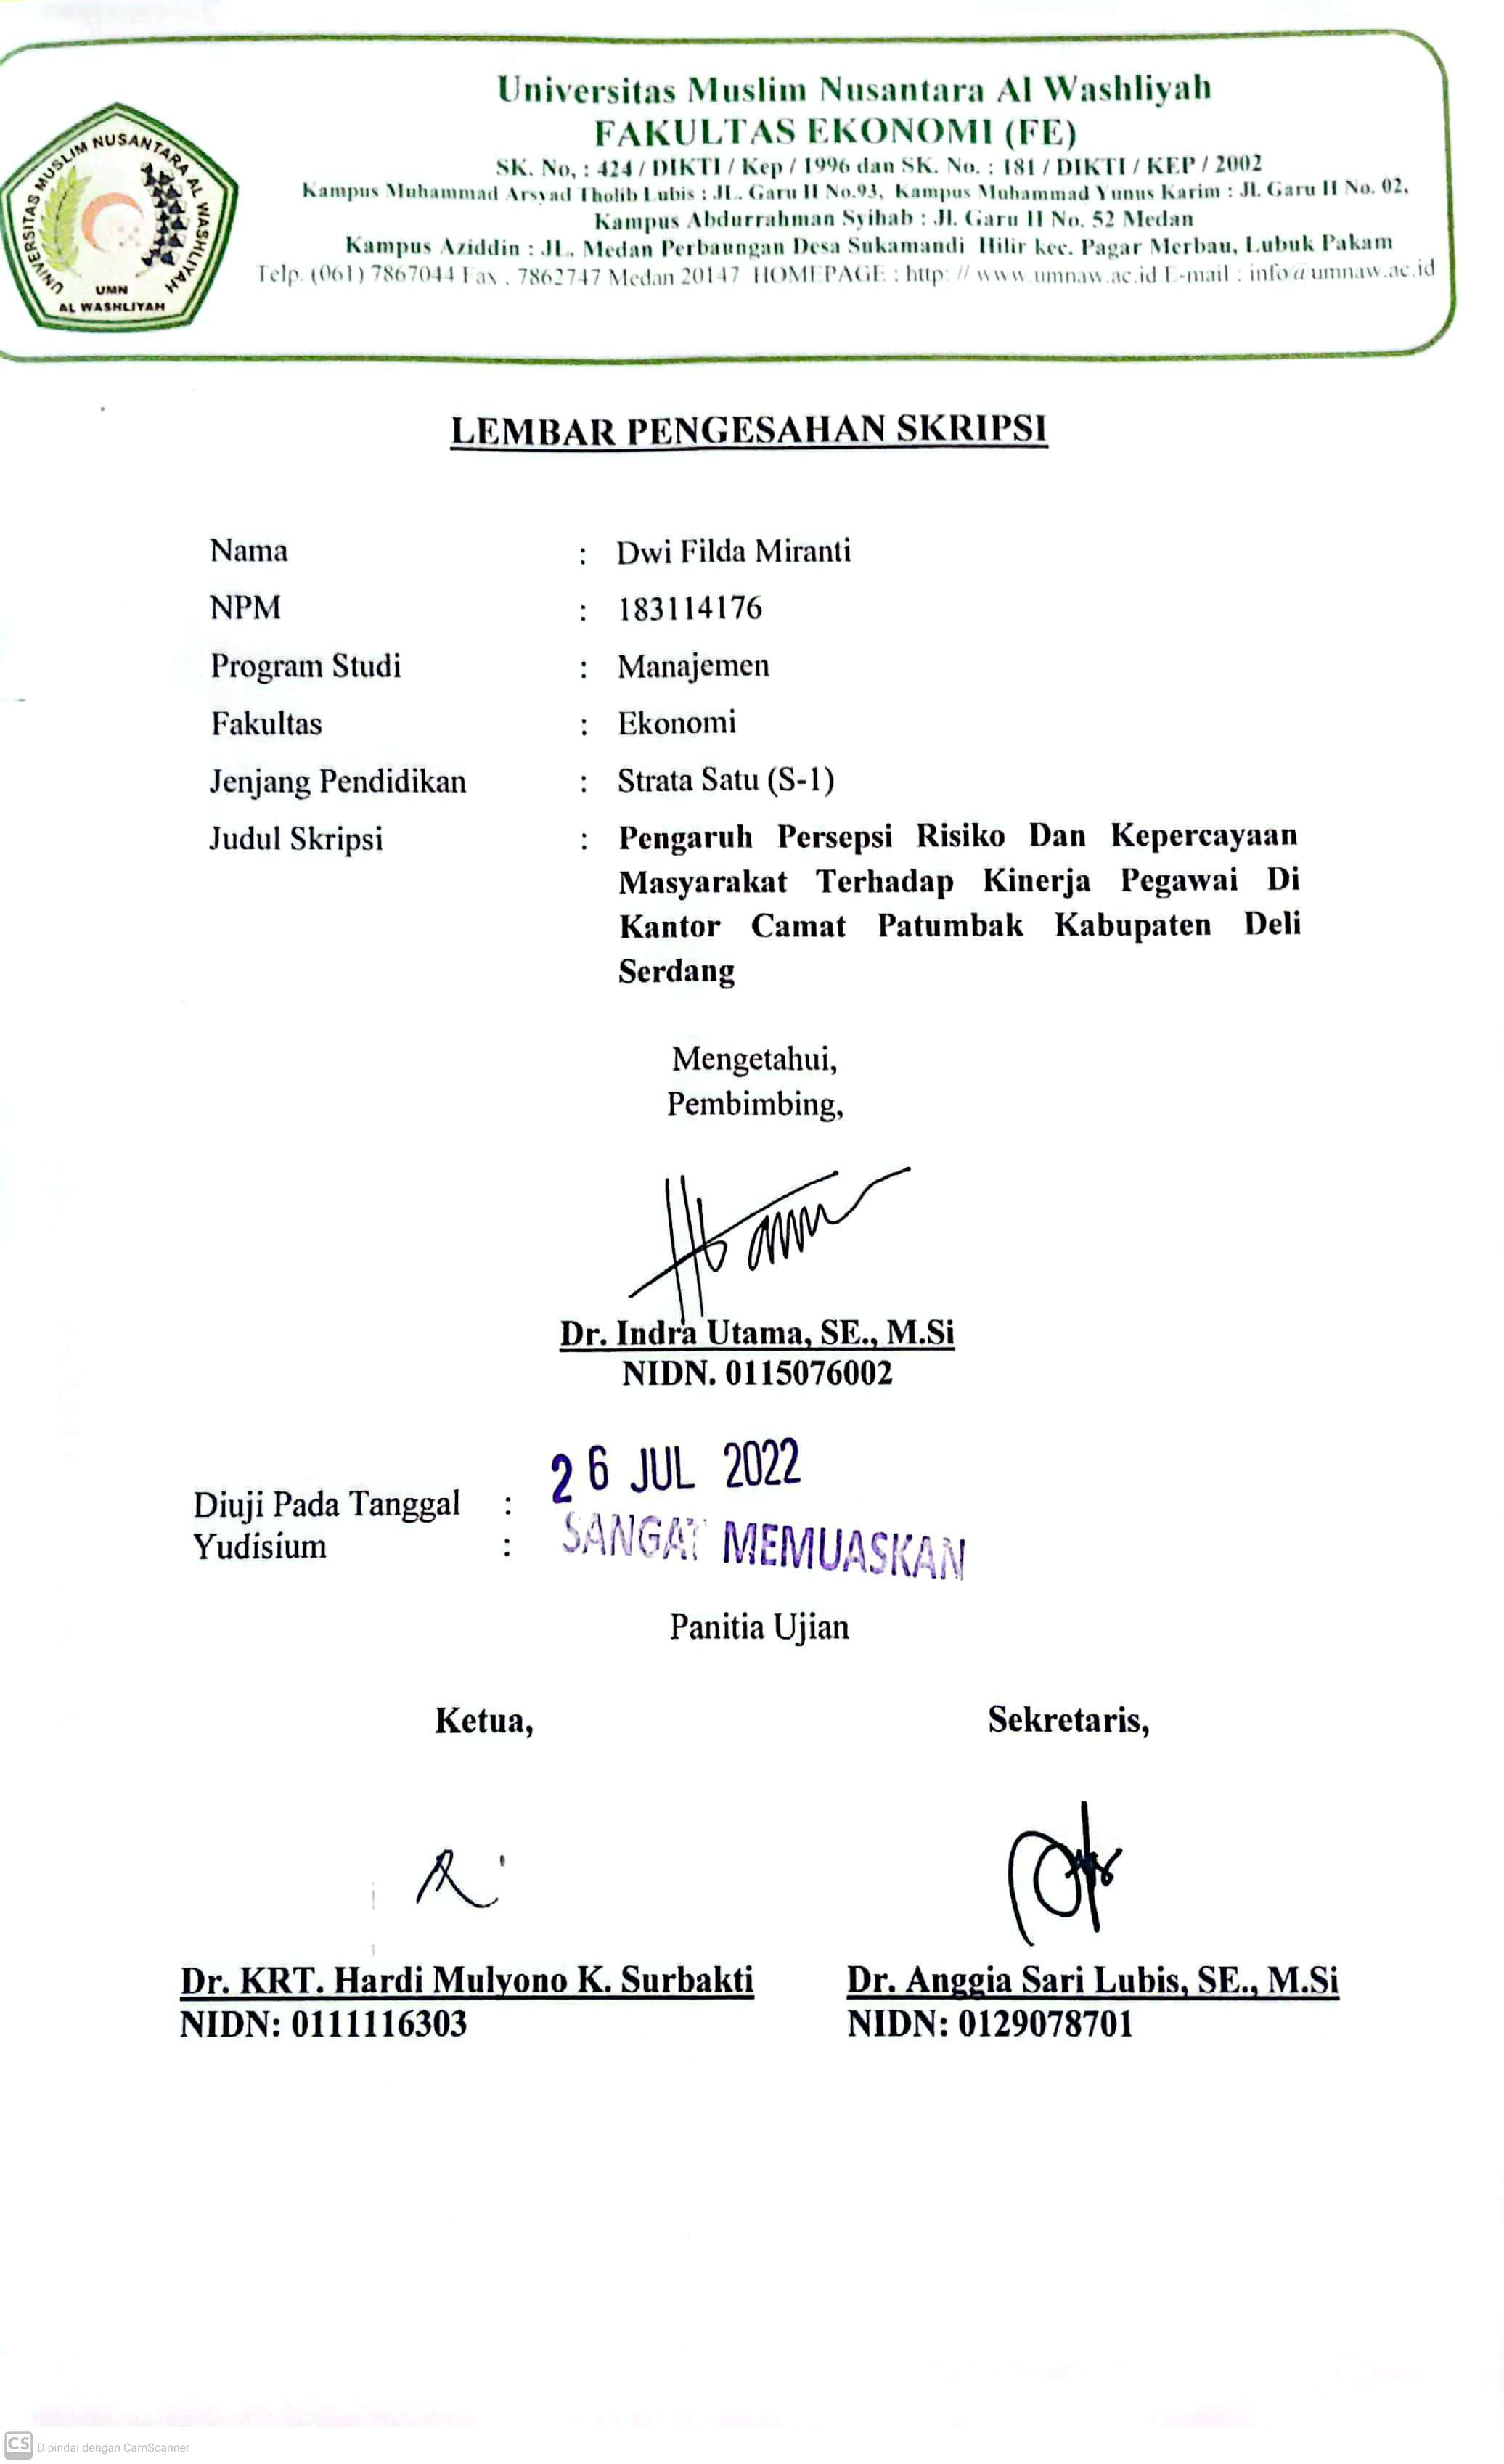 Universitas Muslim Nusantara Al Washliyah
FAKULTAS EKONOMI (FE)
SK. No, : 424 / DIKTI / Kep / 1996 dan SK. No. : 181 / DIKTI / KEP / 2002
Kampus Muhammad Arsyad Tholib Lubis : JL. Garu II No.93, Kampus Muhammad Yunus Karim : Jl. Garu II No. 02,
Kampus Abdurrahman Syihab : Jl. Garu II No. 52 Medan
Kampus Aziddin : JL. Medan Perbaungan Desa Sukamandi Hilir kec. Pagar Merbau, Lubuk Pakam
Telp. (061) 7867044 Fax . 7862747 Medan 20147 HOMEPAGE : http: // www.umnaw.ac.id E-mail : info@umnaw.ac.id
UNIVERSITAS MUSLIM NUSANTARA AL WASHLIYAH
UMN
AL WASHLIYAH
LEMBAR PENGESAHAN SKRIPSI
Nama : Dwi Filda Miranti
NPM : 183114176
Program Studi : Manajemen
Fakultas : Ekonomi
Jenjang Pendidikan : Strata Satu (S-1)
Judul Skripsi : Pengaruh Persepsi Risiko Dan Kepercayaan
Masyarakat Terhadap Kinerja Pegawai Di
Kantor Camat Patumbak Kabupaten Deli
Serdang
Mengetahui,
Pembimbing,
Dr. Indra Utama, SE., M.Si
NIDN. 0115076002
Diuji Pada Tanggal : 26 JUL 2022
Yudisium : SANGAT MEMUASKAN
Panitia Ujian
Ketua, Sekretaris,
Dr. KRT. Hardi Mulyono K. Surbakti Dr. Anggia Sari Lubis, SE., M.Si
NIDN: 0111116303 NIDN: 0129078701
CS Dipindai dengan CamScanner